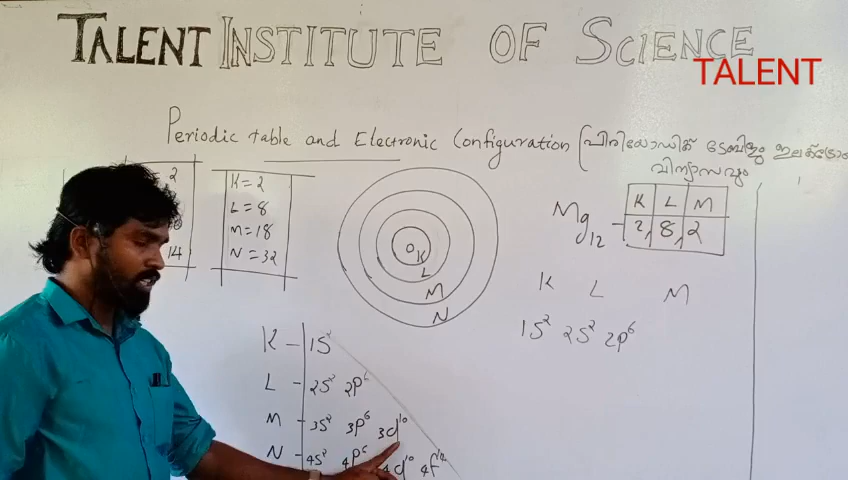 TALENT INSTITUTE OF SCIENCE
TALENT
Periodic table and Electronic Configuration (പിരിയോഡിക് ടേബിളും
വിന്യാസവും
2
14
K = 2
L = 8
M = 18
N = 32
K
L
M
N
Mg12 -
K L M
2, 8, 2
K L M
1S² 2S² 2P⁶
K - 1S²
L - 2S² 2P⁶
M - 3S² 3P⁶ 3d¹⁰
N - 4S² 4P⁶ 4d¹⁰ 4f¹⁴